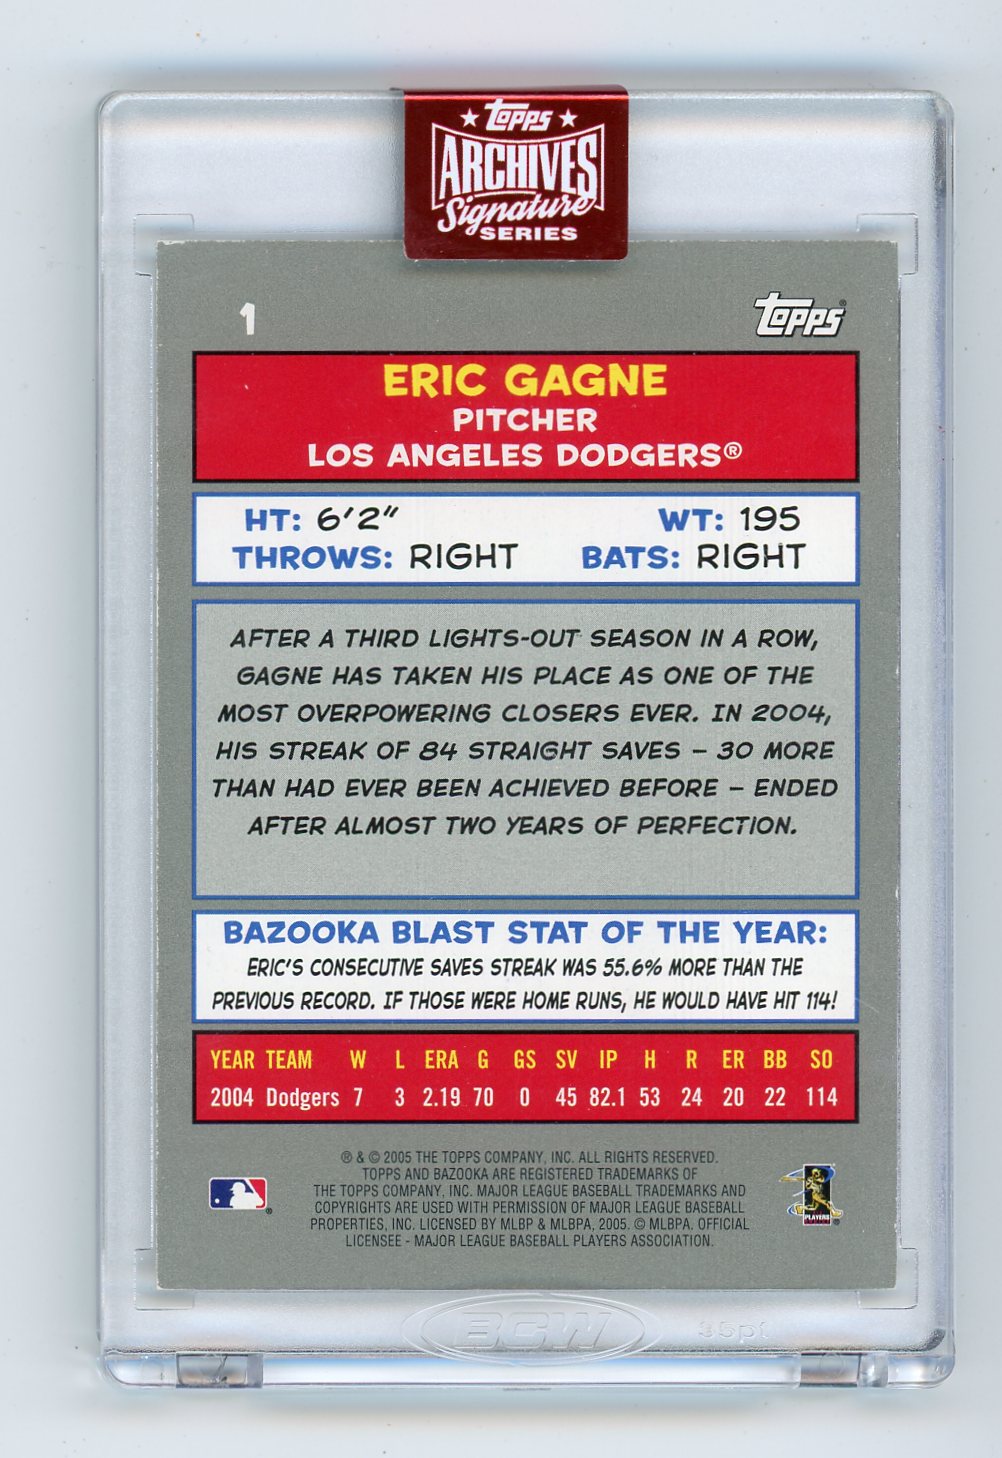 TOPPS
ARCHIVES
Signature
SERIES
1
TOPPS®
ERIC GAGNE
PITCHER
LOS ANGELES DODGERS®
HT: 6'2" WT: 195
THROWS: RIGHT BATS: RIGHT
AFTER A THIRD LIGHTS-OUT SEASON IN A ROW,
GAGNE HAS TAKEN HIS PLACE AS ONE OF THE
MOST OVERPOWERING CLOSERS EVER. IN 2004,
HIS STREAK OF 84 STRAIGHT SAVES – 30 MORE
THAN HAD EVER BEEN ACHIEVED BEFORE – ENDED
AFTER ALMOST TWO YEARS OF PERFECTION.
BAZOOKA BLAST STAT OF THE YEAR:
ERIC'S CONSECUTIVE SAVES STREAK WAS 55.6% MORE THAN THE
PREVIOUS RECORD. IF THOSE WERE HOME RUNS, HE WOULD HAVE HIT 114!
YEAR TEAM W L ERA G GS SV IP H R ER BB SO
2004 Dodgers 7 3 2.19 70 0 45 82.1 53 24 20 22 114
® & © 2005 THE TOPPS COMPANY, INC. ALL RIGHTS RESERVED.
TOPPS AND BAZOOKA ARE REGISTERED TRADEMARKS OF
THE TOPPS COMPANY, INC. MAJOR LEAGUE BASEBALL TRADEMARKS AND
COPYRIGHTS ARE USED WITH PERMISSION OF MAJOR LEAGUE BASEBALL
PROPERTIES, INC. LICENSED BY MLBP & MLBPA, 2005. © MLBPA. OFFICIAL
LICENSEE - MAJOR LEAGUE BASEBALL PLAYERS ASSOCIATION.
PLAYERS
BCW 35pt